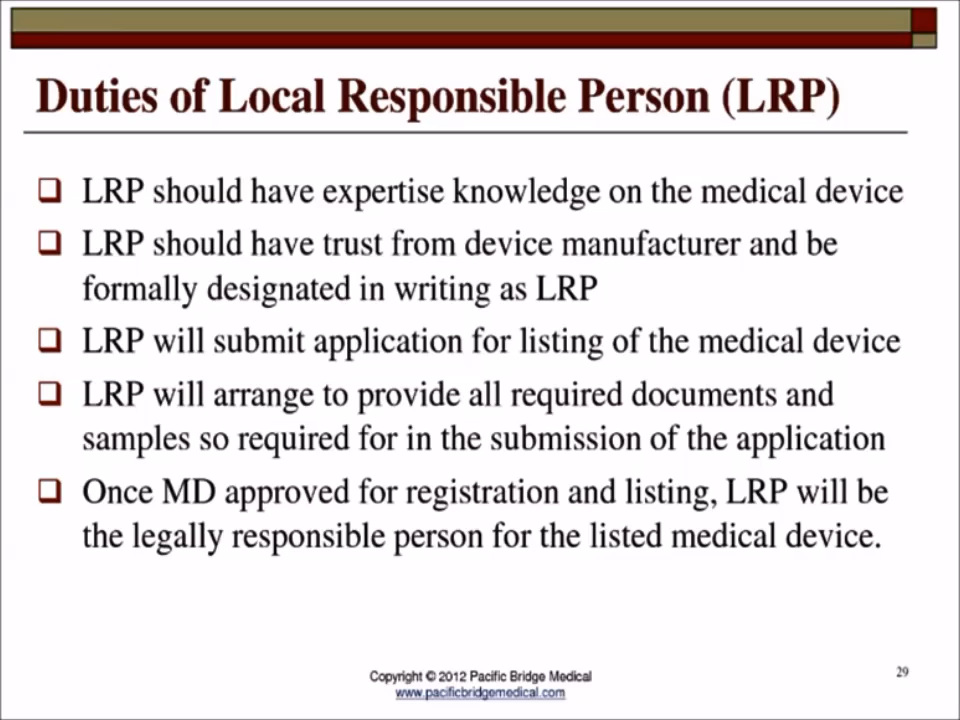 Duties of Local Responsible Person (LRP)
LRP should have expertise knowledge on the medical device
LRP should have trust from device manufacturer and be
formally designated in writing as LRP
LRP will submit application for listing of the medical device
LRP will arrange to provide all required documents and
samples so required for in the submission of the application
Once MD approved for registration and listing, LRP will be
the legally responsible person for the listed medical device.
Copyright © 2012 Pacific Bridge Medical
www.pacificbridgemedical.com
29